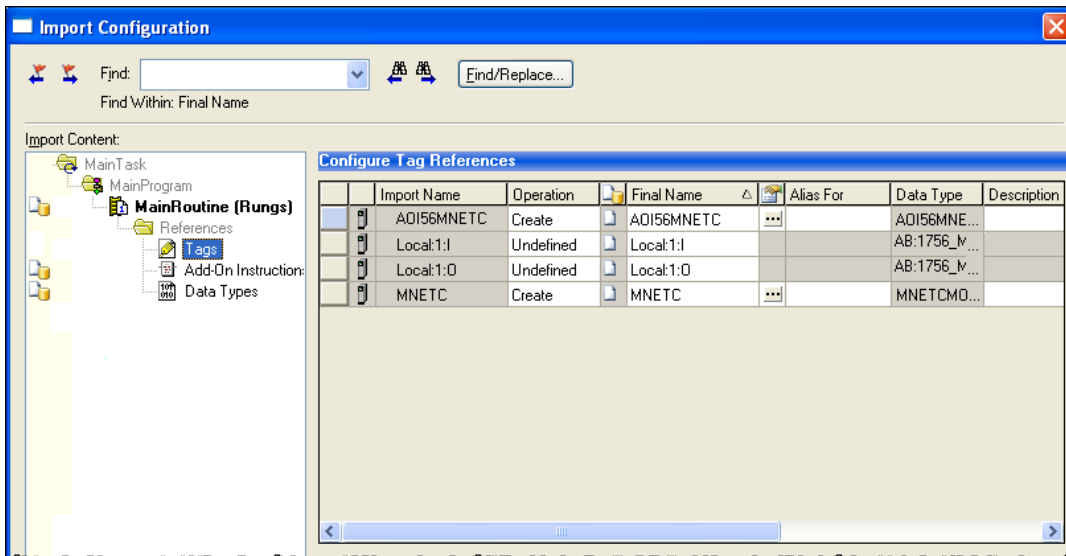 Import Configuration
Find:
Find/Replace...
Find Within: Final Name
Import Content:
MainTask
MainProgram
MainRoutine (Rungs)
References
Tags
Add-On Instruction:
Data Types
Configure Tag References
Import Name Operation Final Name Alias For Data Type Description
AOI56MNETC Create AOI56MNETC ... AOI56MNE...
Local:1:I Undefined Local:1:I AB:1756_M...
Local:1:O Undefined Local:1:O AB:1756_M...
MNETC Create MNETC ... MNETCMO...